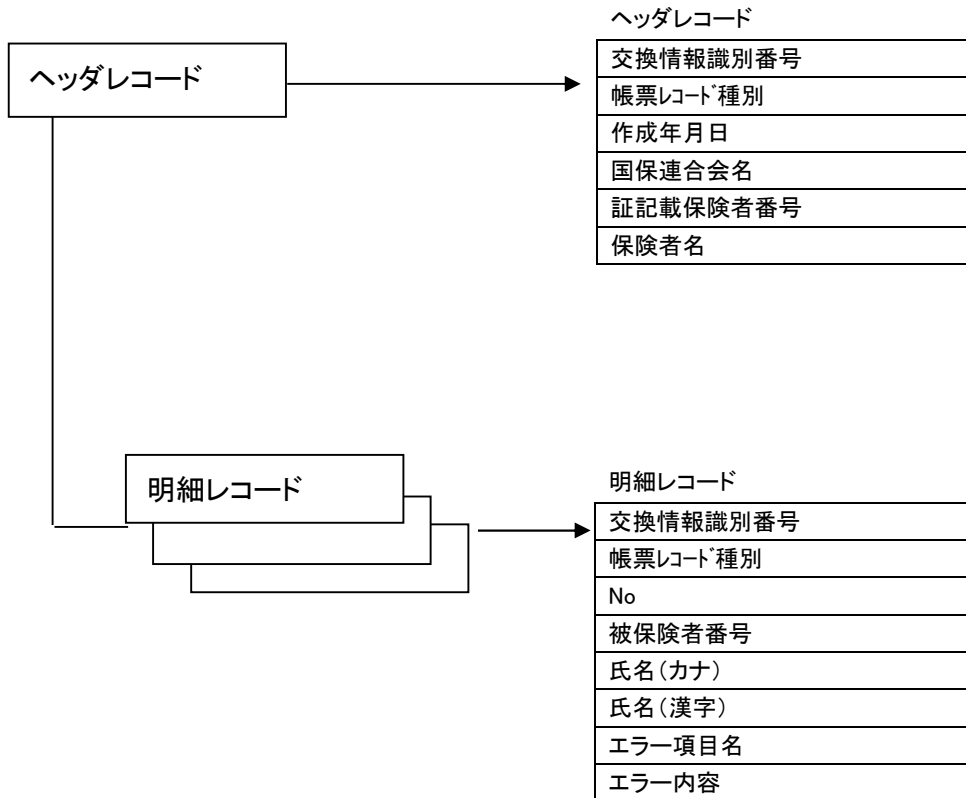 ヘッダレコード
ヘッダレコード
交換情報識別番号
帳票ﾚｺｰﾄﾞ種別
作成年月日
国保連合会名
証記載保険者番号
保険者名
明細レコード
明細レコード
交換情報識別番号
帳票ﾚｺｰﾄﾞ種別
No
被保険者番号
氏名（カナ）
氏名（漢字）
エラー項目名
エラー内容